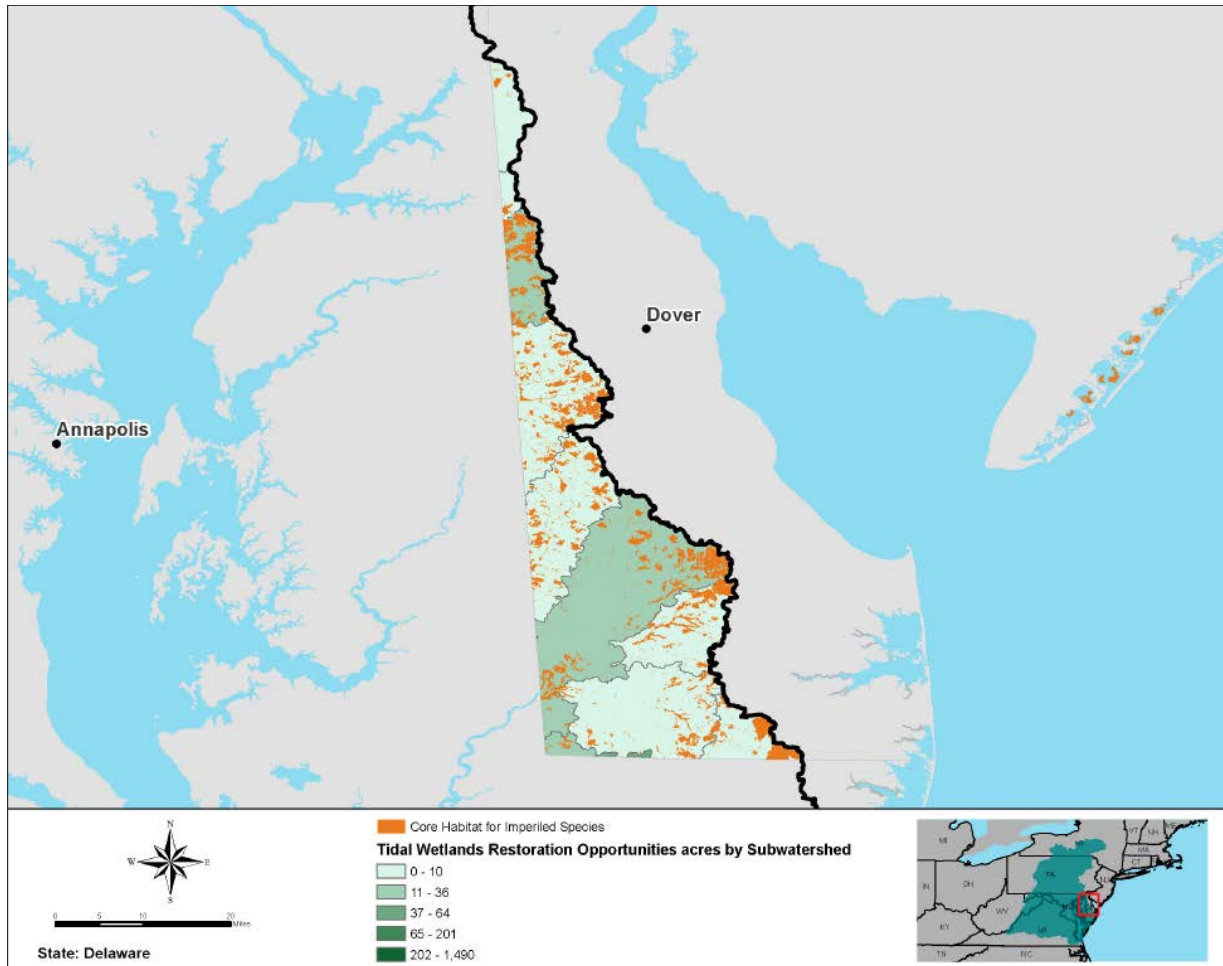 Dover
Annapolis
N
W E
S
0 5 10 20
Miles
State: Delaware
Core Habitat for Imperiled Species
Tidal Wetlands Restoration Opportunities acres by Subwatershed
0 - 10
11 - 36
37 - 64
65 - 201
202 - 1,490
MI
VT
NH
ME
MA
CT
PA
NJ
IN
OH
WV
KY
VA
TN
NC